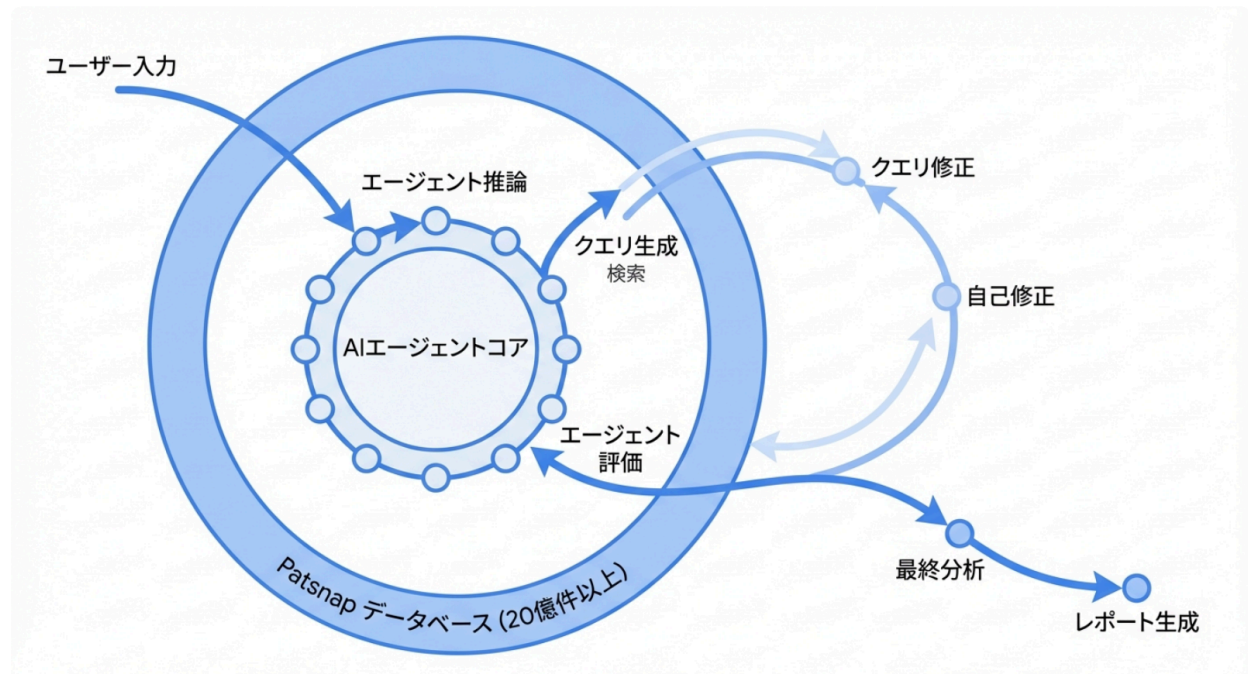 ユーザー入力
エージェント推論
クエリ生成
検索
クエリ修正
自己修正
AIエージェントコア
エージェント
評価
最終分析
レポート生成
Patsnap データベース (20億件以上)